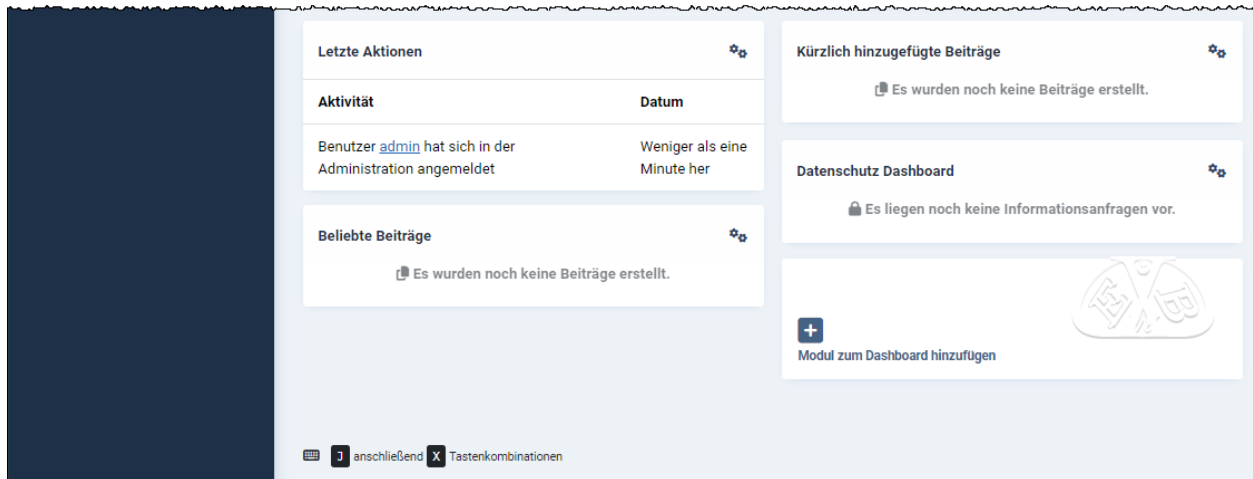 Letzte Aktionen
Aktivität Datum
Benutzer admin hat sich in der
Administration angemeldet
Weniger als eine
Minute her
Beliebte Beiträge
Es wurden noch keine Beiträge erstellt.
Kürzlich hinzugefügte Beiträge
Es wurden noch keine Beiträge erstellt.
Datenschutz Dashboard
Es liegen noch keine Informationsanfragen vor.
Modul zum Dashboard hinzufügen
J anschließend X Tastenkombinationen